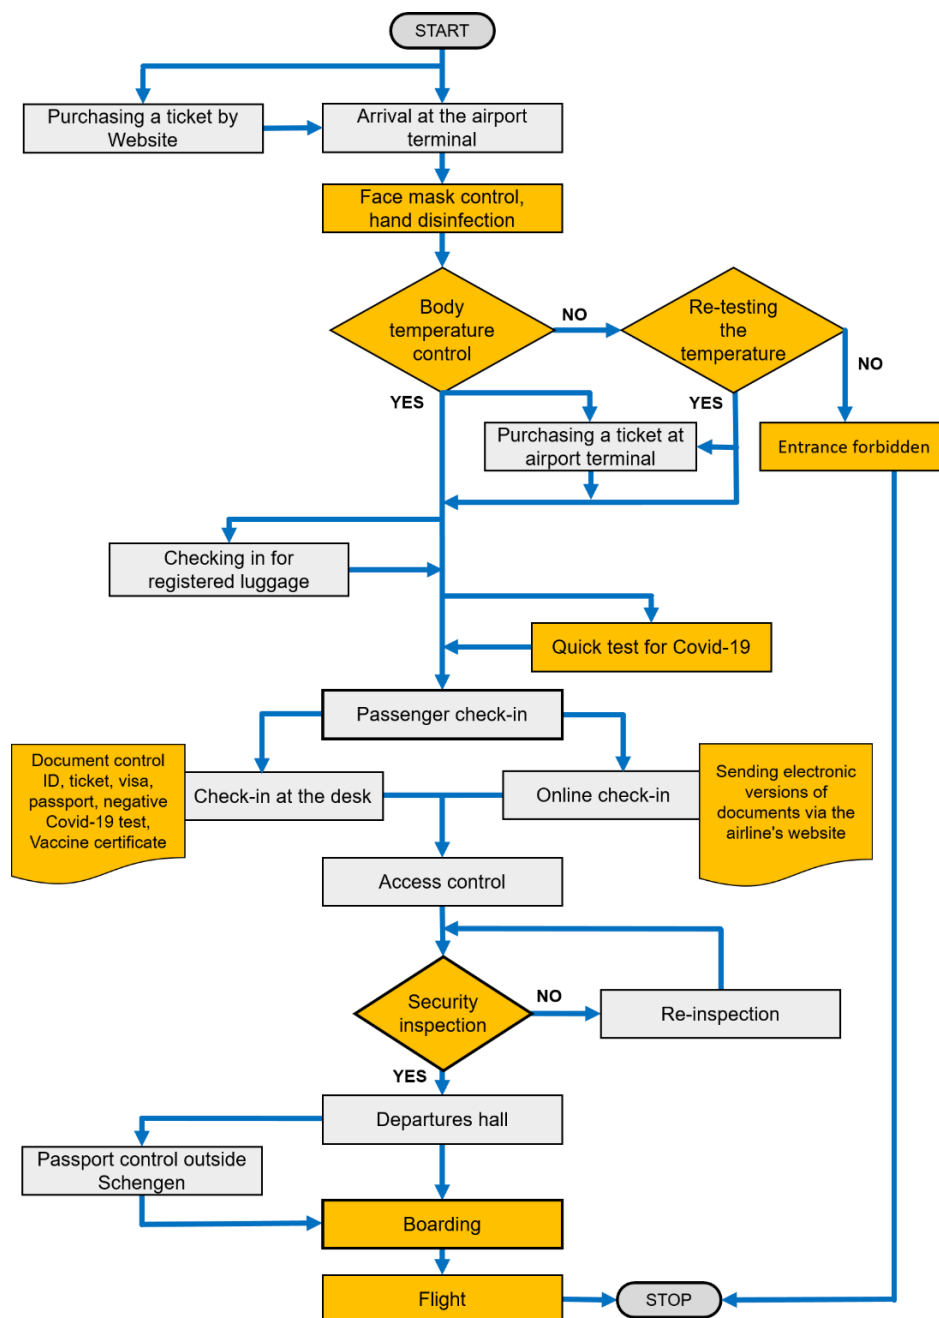 START
Purchasing a ticket by
Website
Arrival at the airport
terminal
Face mask control,
hand disinfection
Body
temperature
control
NO
Re-testing
the
temperature
NO
YES
YES
Purchasing a ticket at
airport terminal
Entrance forbidden
Checking in for
registered luggage
Quick test for Covid-19
Passenger check-in
Document control
ID, ticket, visa,
passport, negative
Covid-19 test,
Vaccine certificate
Check-in at the desk
Online check-in
Sending electronic
versions of
documents via the
airline's website
Access control
Security
inspection
NO
Re-inspection
YES
Departures hall
Passport control outside
Schengen
Boarding
Flight
STOP